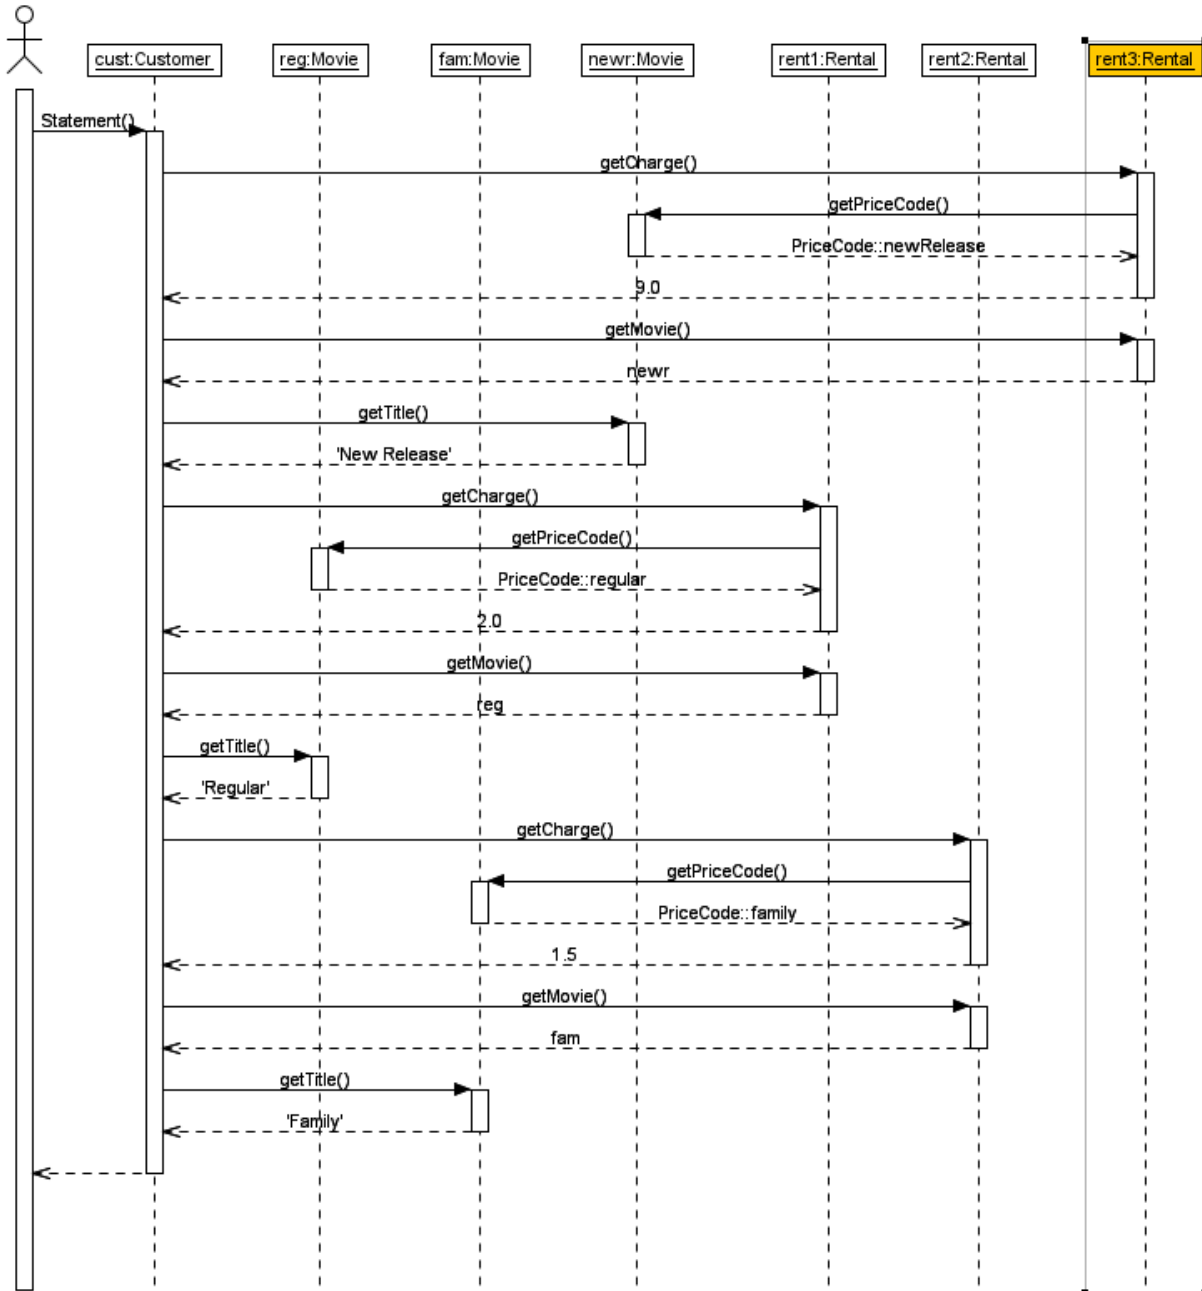 cust:Customer
reg:Movie
fam:Movie
newr:Movie
rent1:Rental
rent2:Rental
rent3:Rental
Statement()
getCharge()
getPriceCode()
PriceCode::newRelease
9.0
getMovie()
newr
getTitle()
'New Release'
getCharge()
getPriceCode()
PriceCode::regular
2.0
getMovie()
reg
getTitle()
'Regular'
getCharge()
getPriceCode()
PriceCode::family
1.5
getMovie()
fam
getTitle()
'Family'